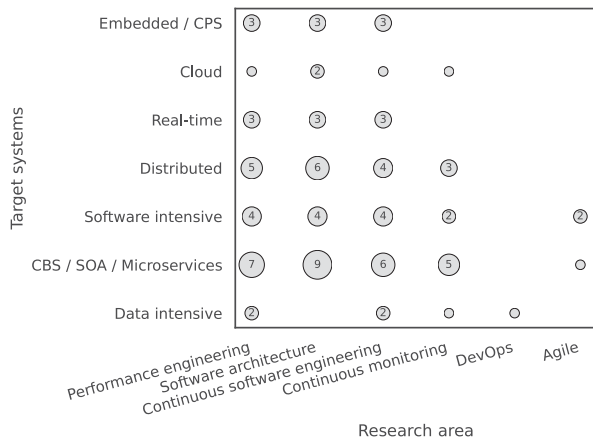 Embedded / CPS 3 3 3
Cloud 2
Real-time 3 3 3
Distributed 5 6 4 3
Software intensive 4 4 4 2 2
CBS / SOA / Microservices 7 9 6 5
Data intensive 2 2
Target systems
Performance engineering
Software architecture
Continuous software engineering
Continuous monitoring
DevOps
Agile
Research area